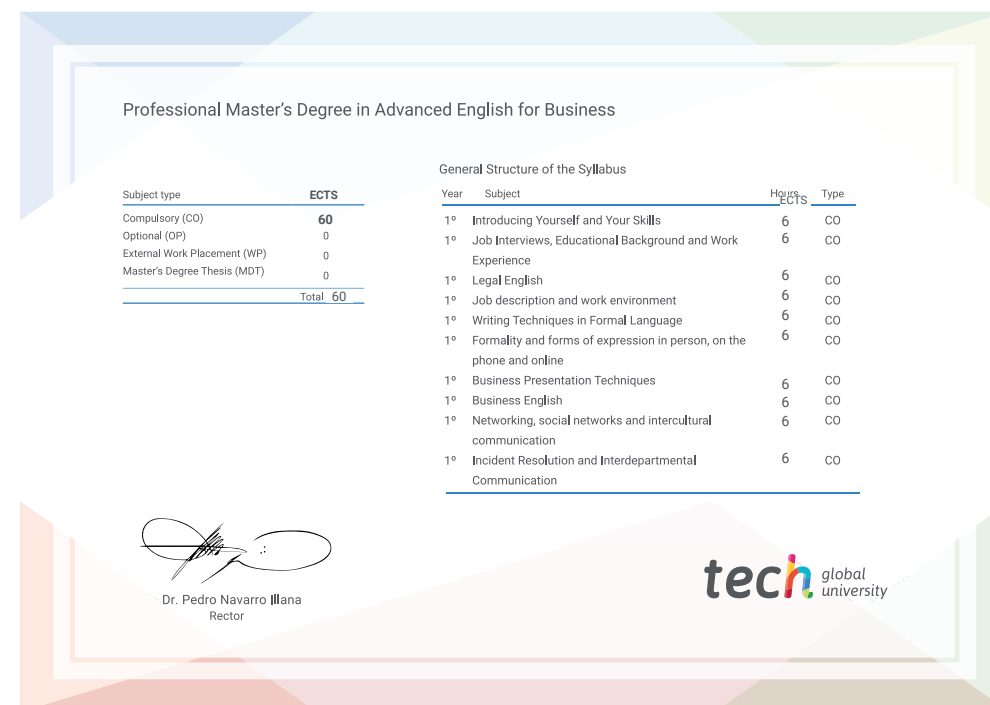 Professional Master's Degree in Advanced English for Business
Subject type ECTS
Compulsory (CO) 60
Optional (OP) 0
External Work Placement (WP) 0
Master's Degree Thesis (MDT) 0
Total 60
General Structure of the Syllabus
Year Subject Hours ECTS Type
1º Introducing Yourself and Your Skills 6 CO
1º Job Interviews, Educational Background and Work 6 CO
Experience
1º Legal English 6 CO
1º Job description and work environment 6 CO
1º Writing Techniques in Formal Language 6 CO
1º Formality and forms of expression in person, on the 6 CO
phone and online
1º Business Presentation Techniques 6 CO
1º Business English 6 CO
1º Networking, social networks and intercultural 6 CO
communication
1º Incident Resolution and Interdepartmental 6 CO
Communication
Dr. Pedro Navarro Illana
Rector
tech global
university